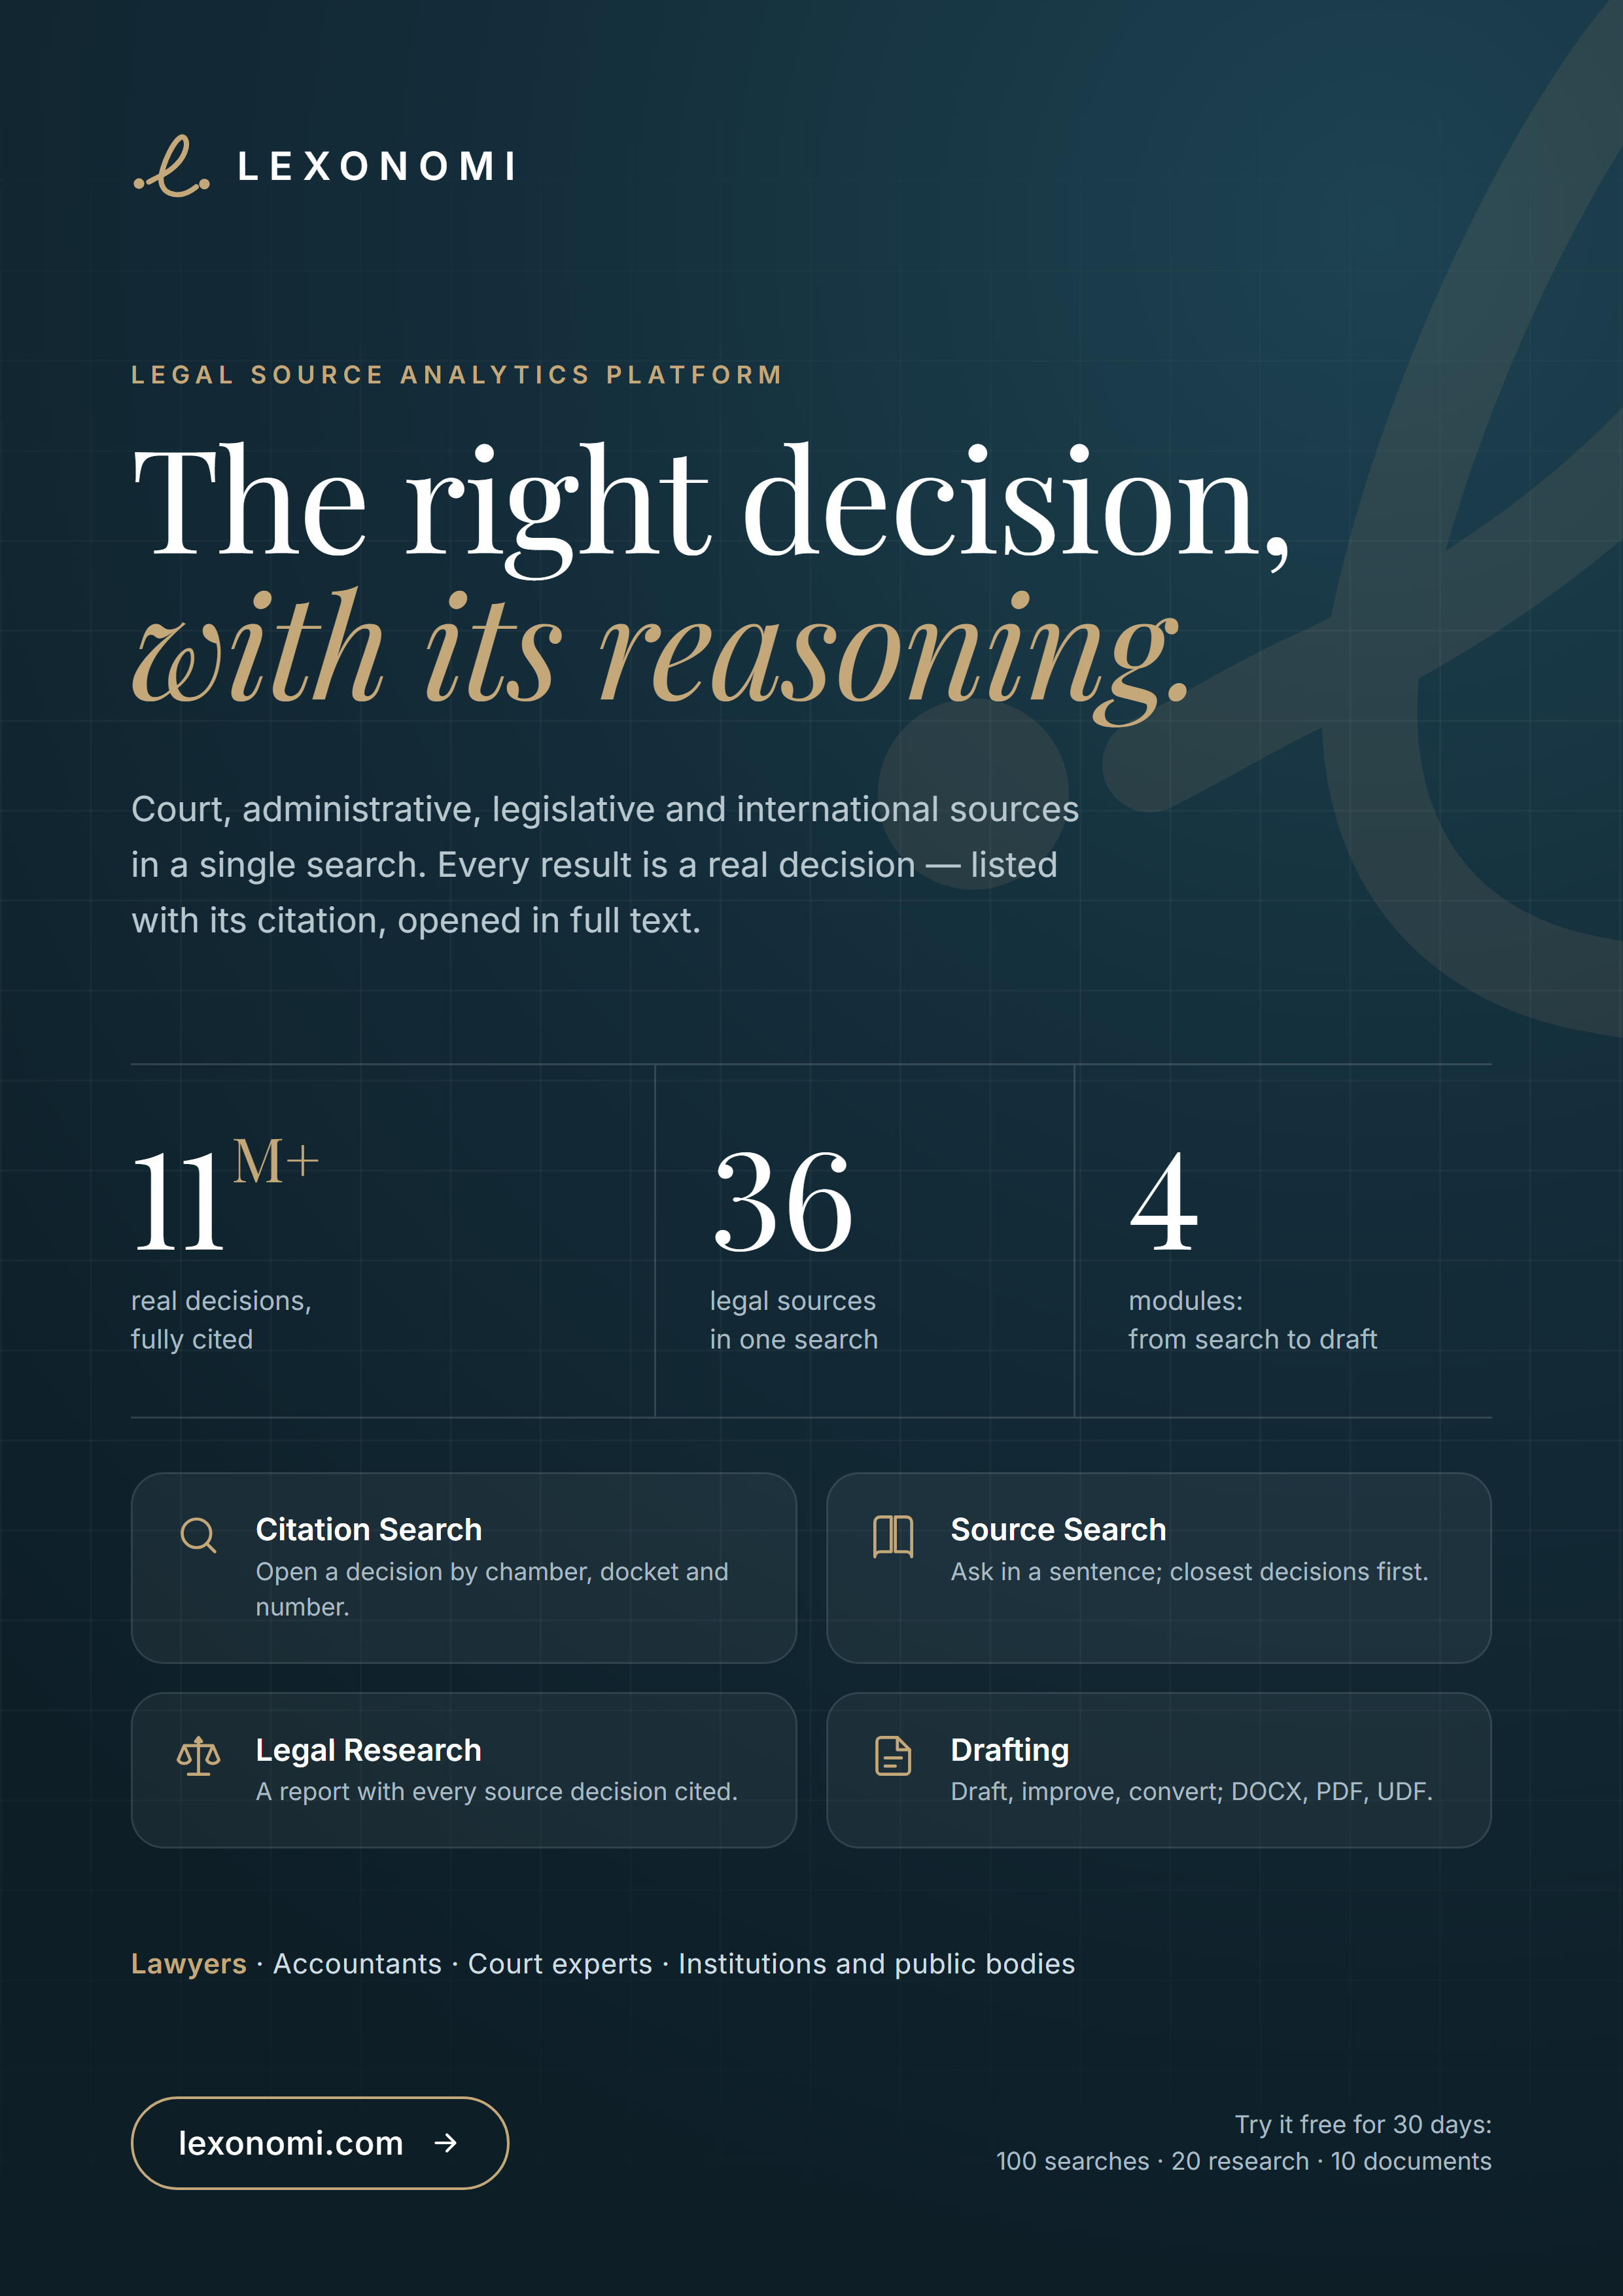 LEXONOMI
LEGAL SOURCE ANALYTICS PLATFORM
The right decision,
with its reasoning.
Court, administrative, legislative and international sources
in a single search. Every result is a real decision — listed
with its citation, opened in full text.
11 M+
real decisions,
fully cited
36
legal sources
in one search
4
modules:
from search to draft
Citation Search
Open a decision by chamber, docket and
number.
Source Search
Ask in a sentence; closest decisions first.
Legal Research
A report with every source decision cited.
Drafting
Draft, improve, convert; DOCX, PDF, UDF.
Lawyers · Accountants · Court experts · Institutions and public bodies
lexonomi.com →
Try it free for 30 days:
100 searches · 20 research · 10 documents